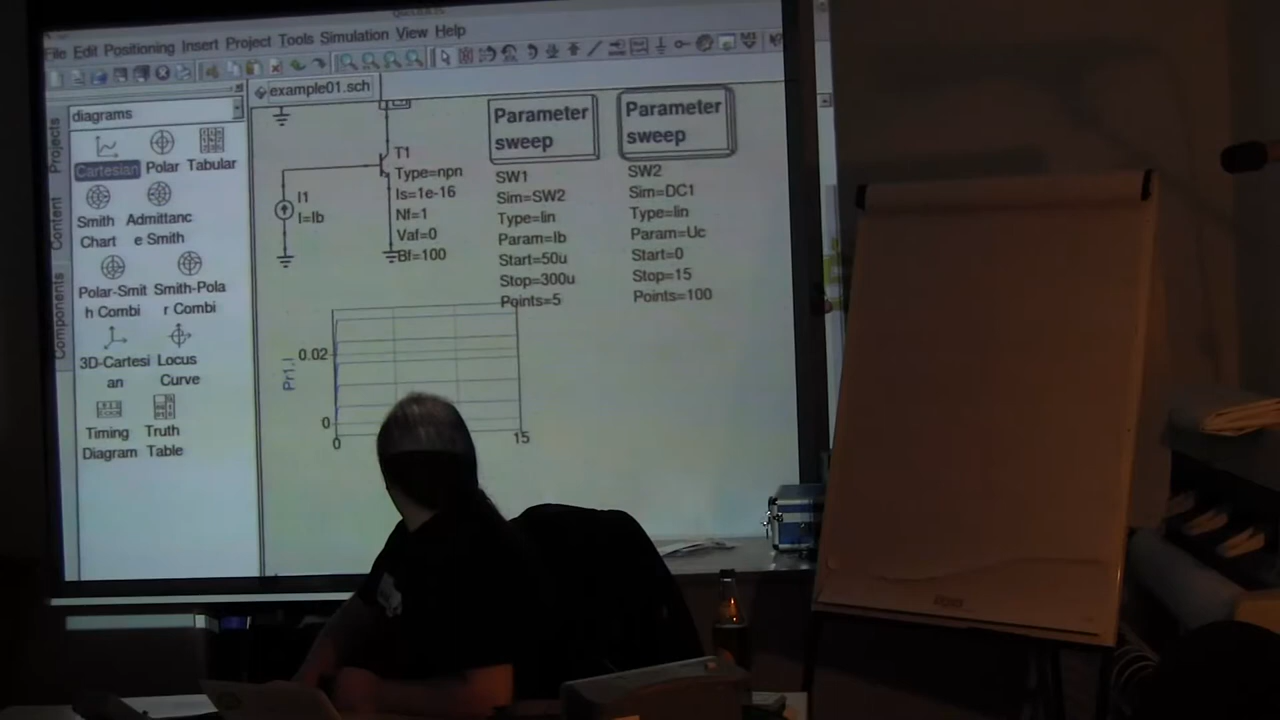 File Edit Positioning Insert Project Tools Simulation View Help
example01.sch
Projects
Content
Components
diagrams
Cartesian
Polar
Tabular
Smith
Chart
Admittanc
e Smith
Polar-Smit
h Combi
Smith-Pola
r Combi
3D-Cartesi
an
Locus
Curve
Timing
Diagram
Truth
Table
I1
I=Ib
T1
Type=npn
Is=1e-16
Nf=1
Vaf=0
Bf=100
Parameter
sweep
SW1
Sim=SW2
Type=lin
Param=Ib
Start=50u
Stop=300u
Points=5
Parameter
sweep
SW2
Sim=DC1
Type=lin
Param=Uc
Start=0
Stop=15
Points=100
Pr1.I
0.02
0
0
15